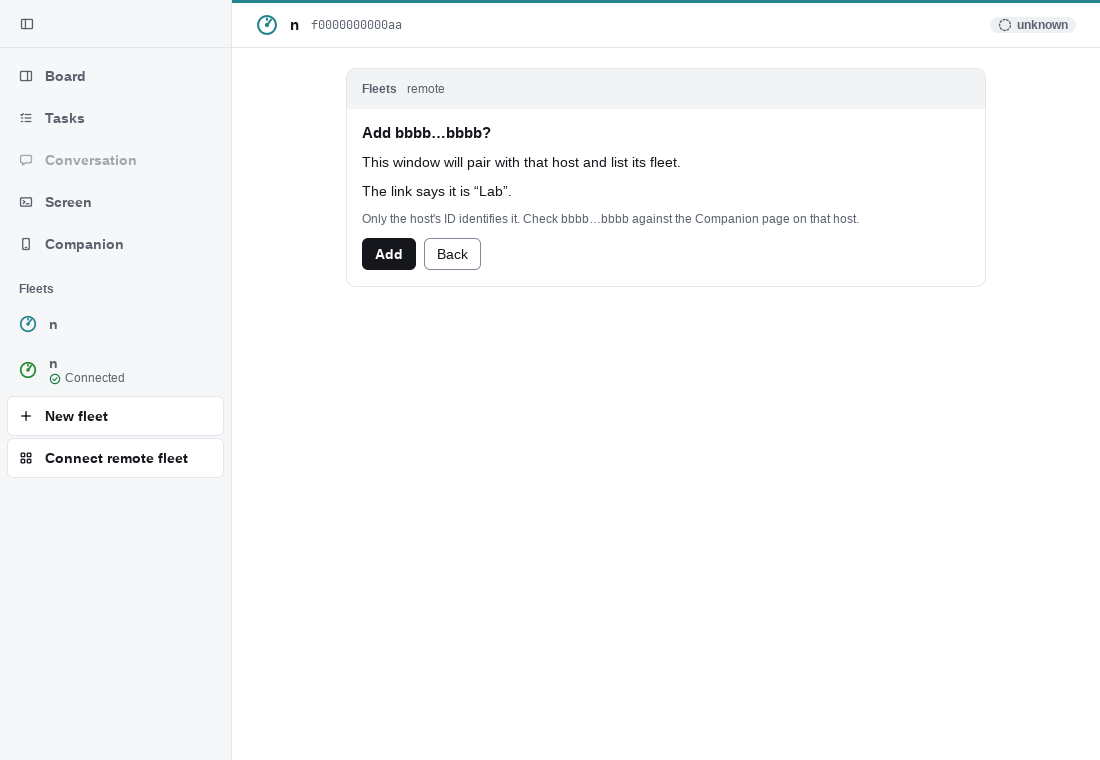 n f0000000000aa unknown
Board
Tasks
Conversation
Screen
Companion
Fleets
n
n
Connected
New fleet
Connect remote fleet
Fleets remote
Add bbbb…bbbb?
This window will pair with that host and list its fleet.
The link says it is “Lab”.
Only the host's ID identifies it. Check bbbb…bbbb against the Companion page on that host.
Add Back